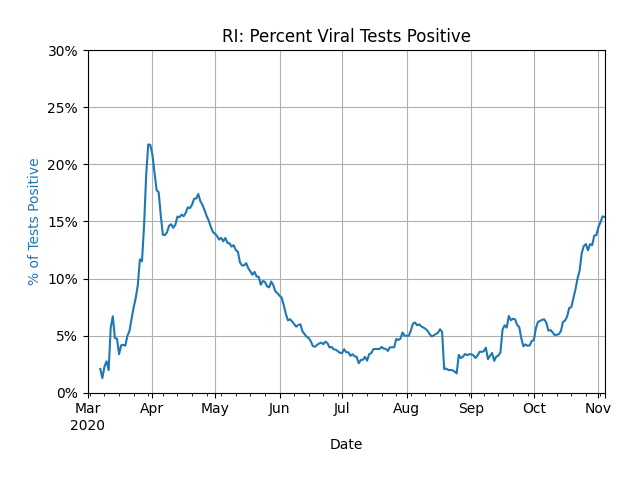 RI: Percent Viral Tests Positive
30%
25%
20%
15%
10%
5%
0%
% of Tests Positive
Mar Apr May Jun Jul Aug Sep Oct Nov
2020
Date